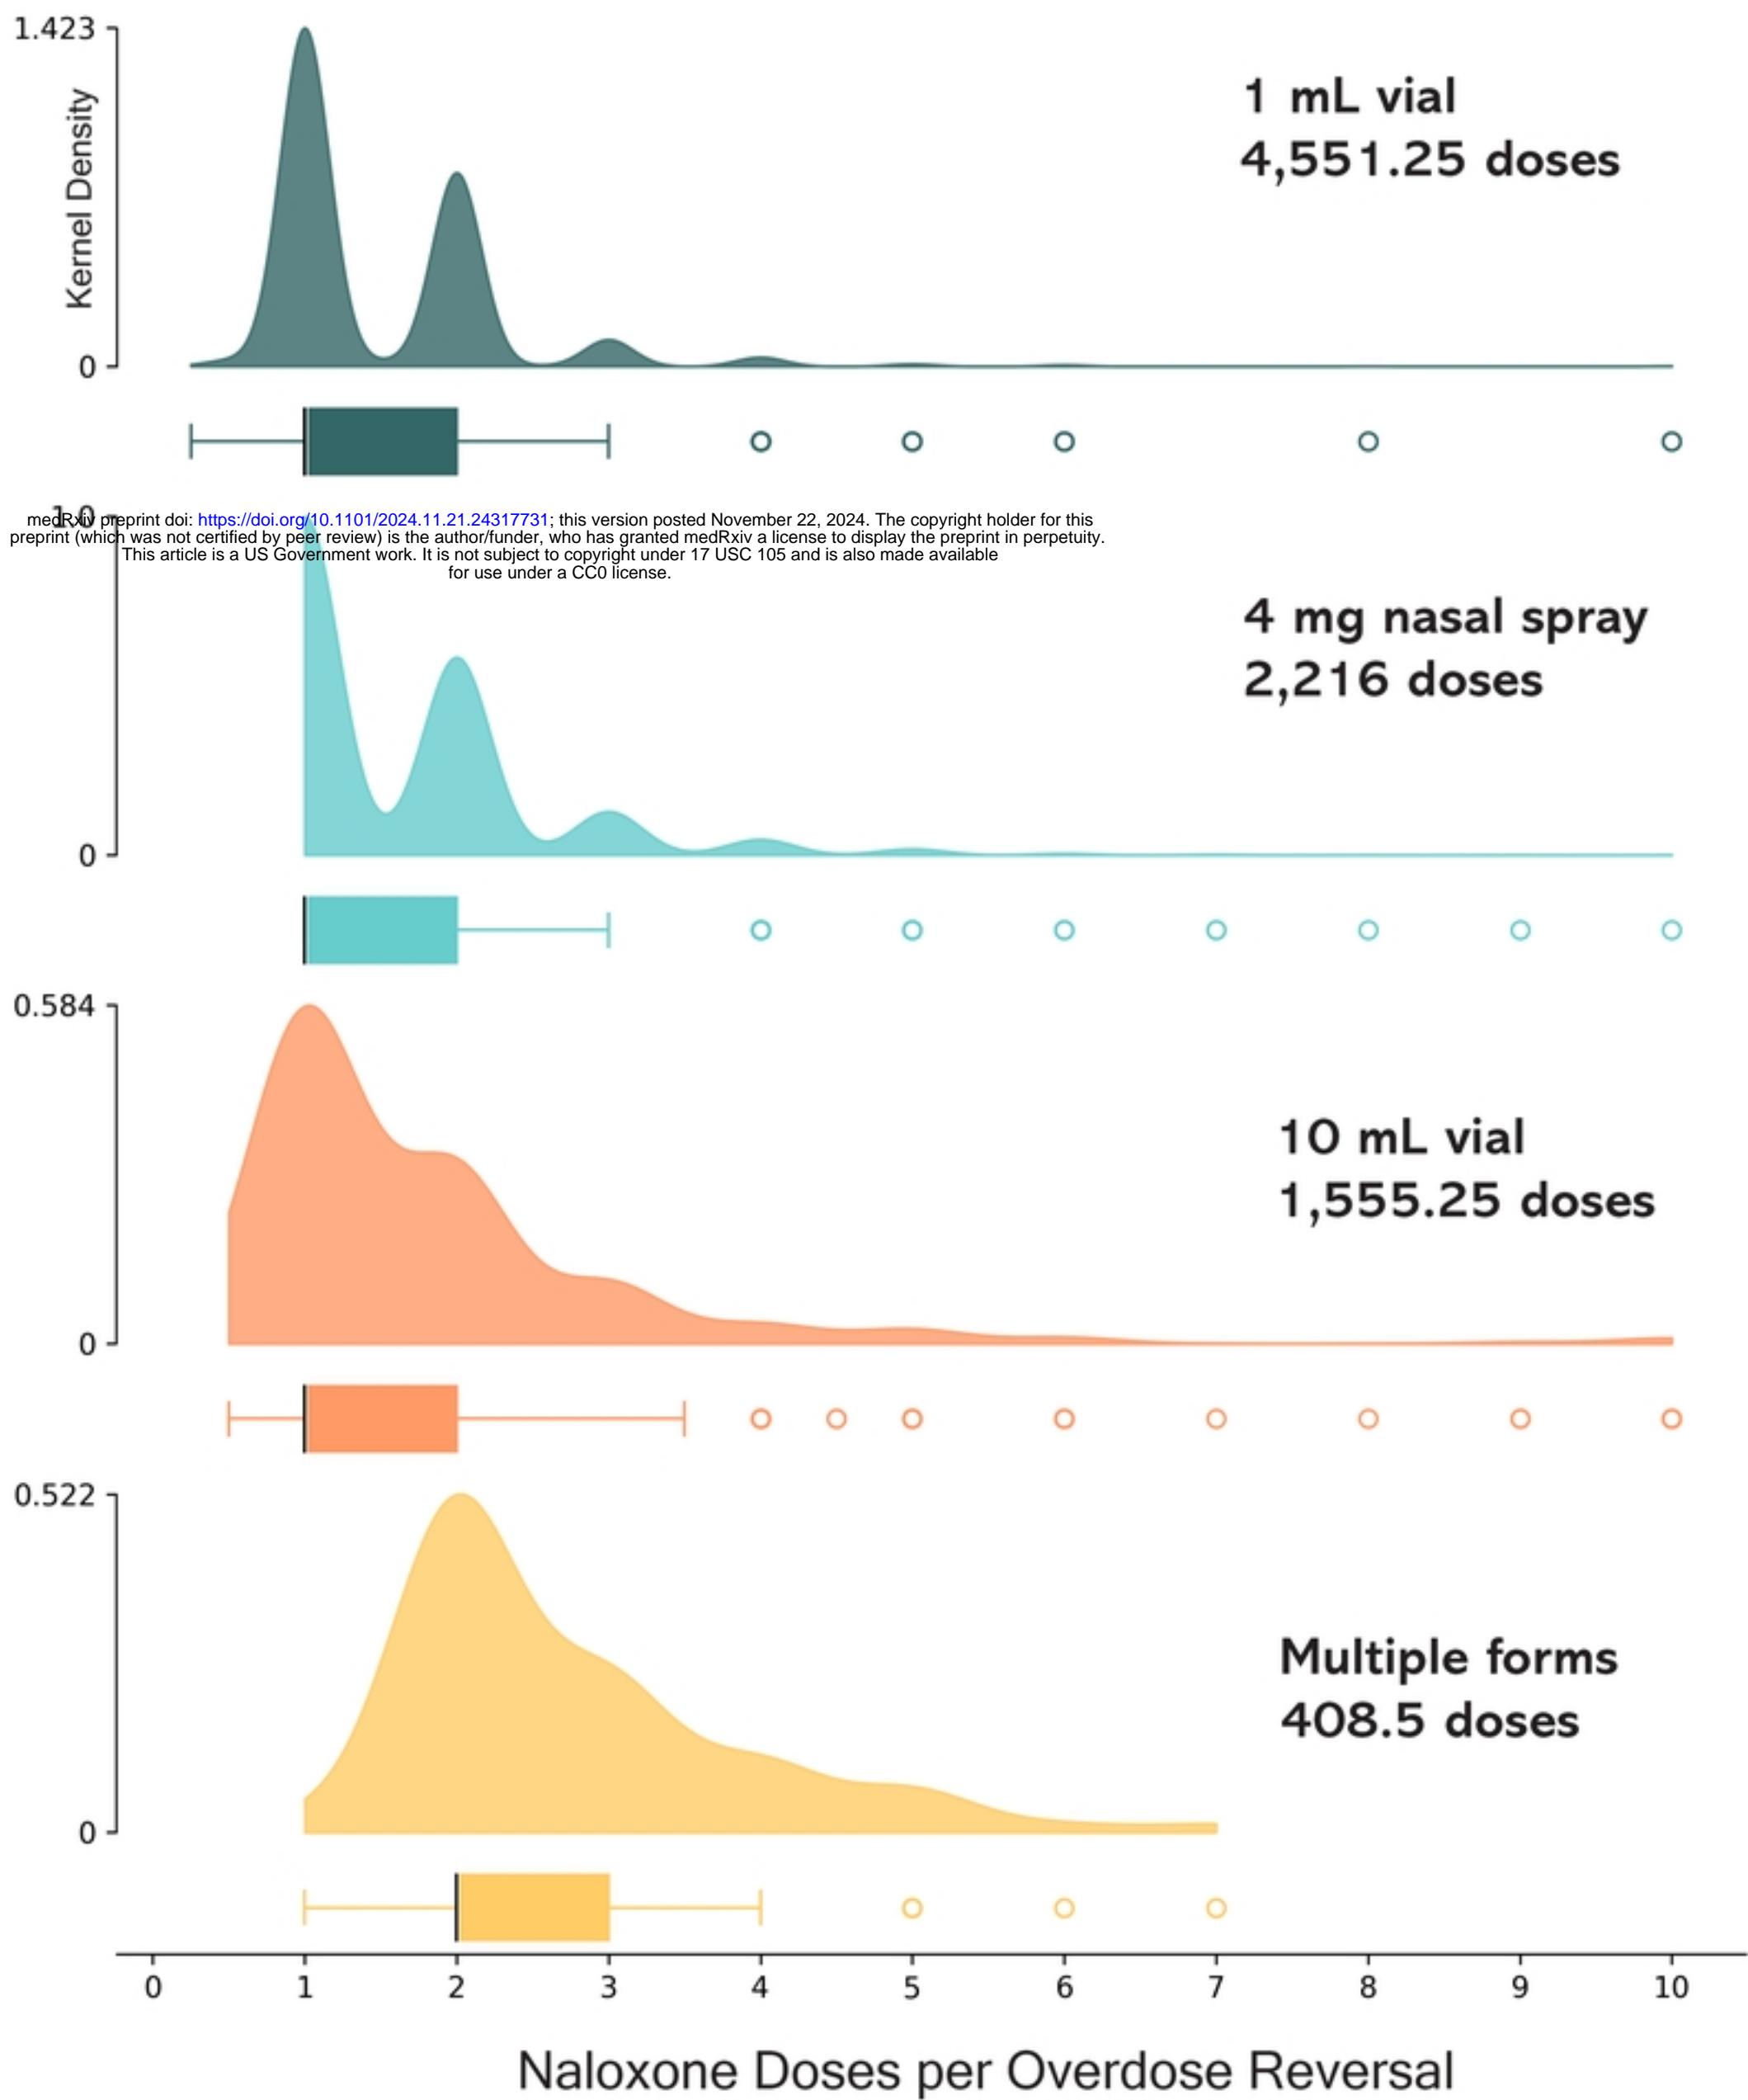 1.423
Kernel Density
0
1 mL vial
4,551.25 doses
1.0
medRxiv preprint doi: https://doi.org/10.1101/2024.11.21.24317731; this version posted November 22, 2024. The copyright holder for this
preprint (which was not certified by peer review) is the author/funder, who has granted medRxiv a license to display the preprint in perpetuity.
This article is a US Government work. It is not subject to copyright under 17 USC 105 and is also made available
for use under a CC0 license.
4 mg nasal spray
2,216 doses
0
0.584
10 mL vial
1,555.25 doses
0
0.522
Multiple forms
408.5 doses
0
0 1 2 3 4 5 6 7 8 9 10
Naloxone Doses per Overdose Reversal